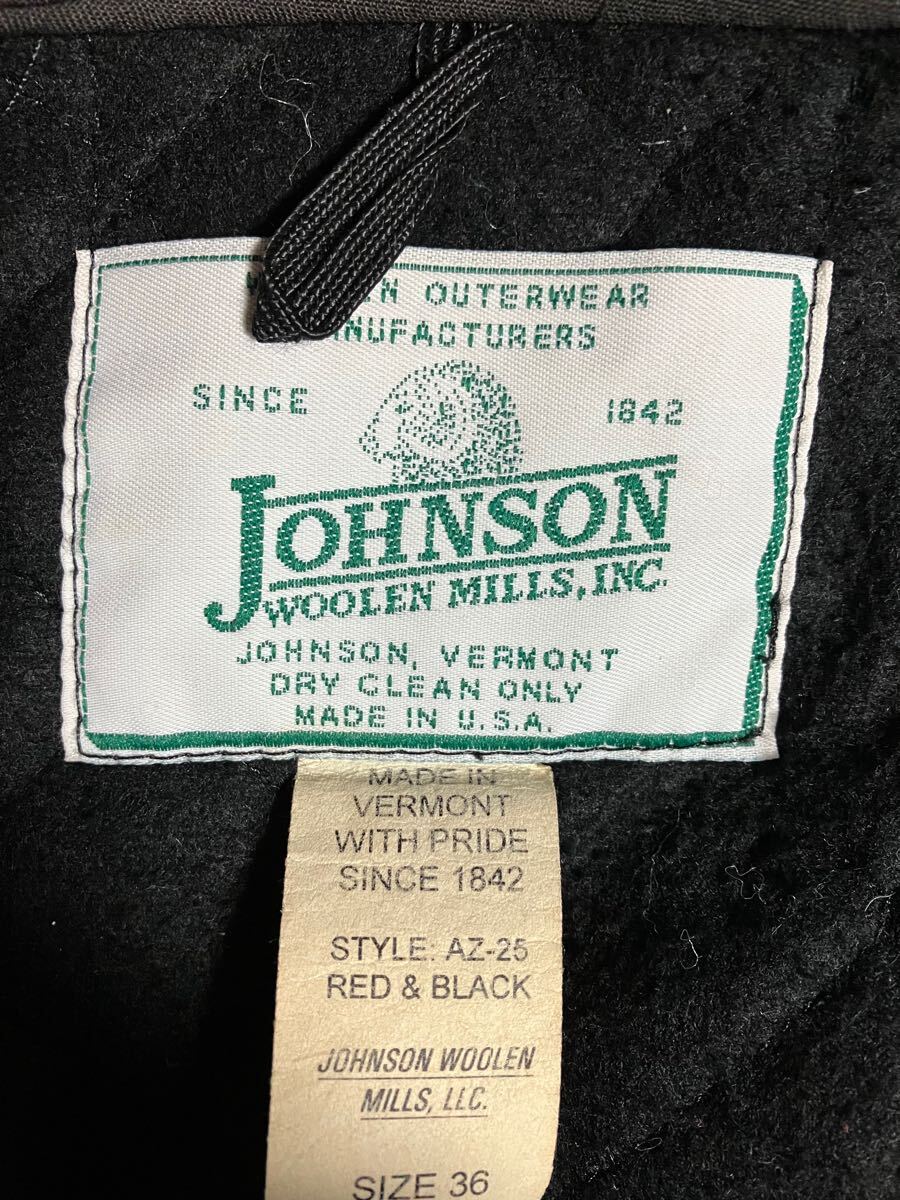 OUTERWEAR
MANUFACTURERS
SINCE 1842
JOHNSON
WOOLEN MILLS, INC.
JOHNSON, VERMONT
DRY CLEAN ONLY
MADE IN U.S.A.
MADE IN
VERMONT
WITH PRIDE
SINCE 1842
STYLE: AZ-25
RED & BLACK
JOHNSON WOOLEN
MILLS, LLC.
SIZE 36